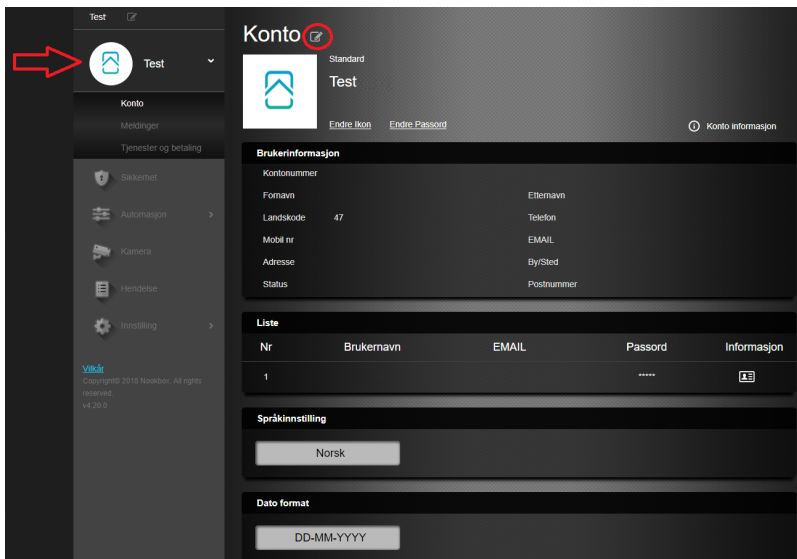 Test
Test
Konto
Meldinger
Tjenester og betaling
Sikkerhet
Automasjon
Kamera
Hendelse
Innstilling
Vilkår
Copyright© 2018 Nookbox, All rights
reserved.
v4.20.0
Konto
Standard
Test
Endre Ikon Endre Passord
Konto informasjon
Brukerinformasjon
Kontonummer
Fornavn Etternavn
Landskode 47 Telefon
Mobil nr EMAIL
Adresse By/Sted
Status Postnummer
Liste
Nr Brukernavn EMAIL Passord Informasjon
1 *****
Språkinnstilling
Norsk
Dato format
DD-MM-YYYY